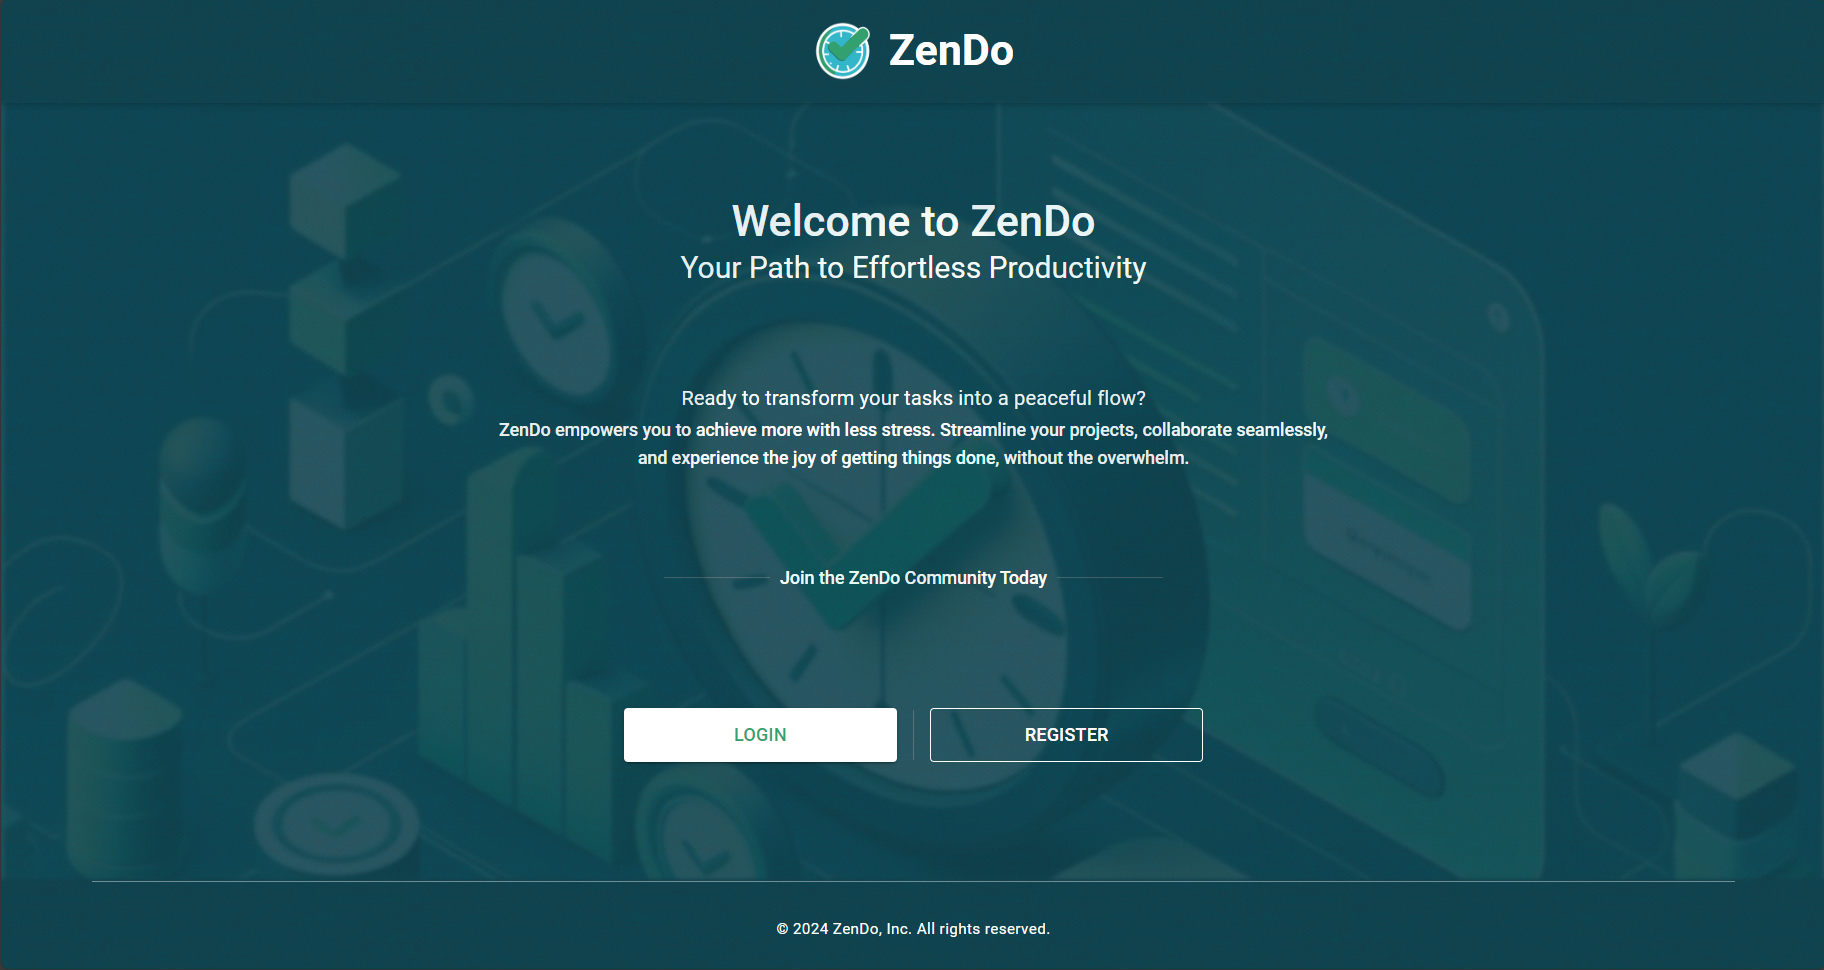 ZenDo
Welcome to ZenDo
Your Path to Effortless Productivity
Ready to transform your tasks into a peaceful flow?
ZenDo empowers you to achieve more with less stress. Streamline your projects, collaborate seamlessly,
and experience the joy of getting things done, without the overwhelm.
Join the ZenDo Community Today
LOGIN
REGISTER
© 2024 ZenDo, Inc. All rights reserved.